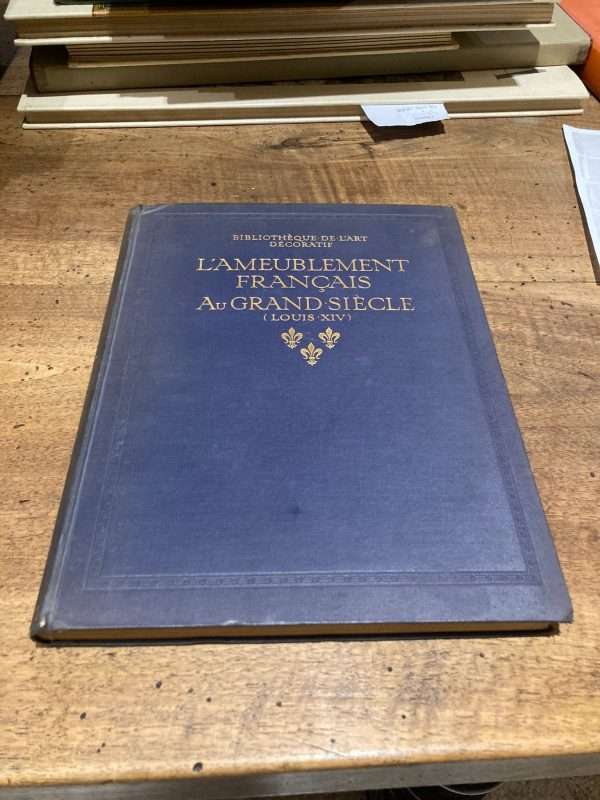 BIBLIOTHÈQUE·DE·L'ART
DÉCORATIF
L'AMEUBLEMENT
FRANÇAIS
AU GRAND·SIÈCLE
(LOUIS·XIV)